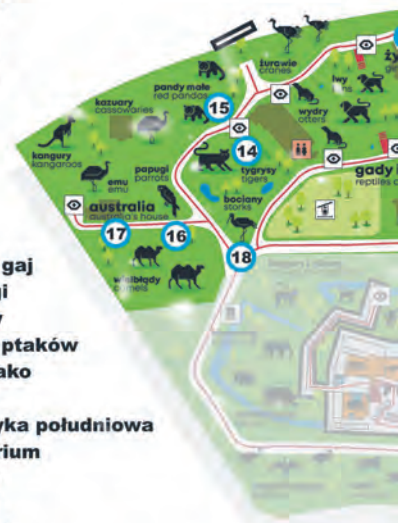 żurawie
cranes
pandy małe
red pandas
lwy
wydry
otters
kazuary
cassowaries
15
14
kangury
kangaroos
emu
emu
papugi
parrots
tygrysy
tigers
gady i
reptiles
bociany
storks
australia
australia's house
17
16
18
wielbłądy
camels
gaj
ptaków
ako
yka południowa
rium